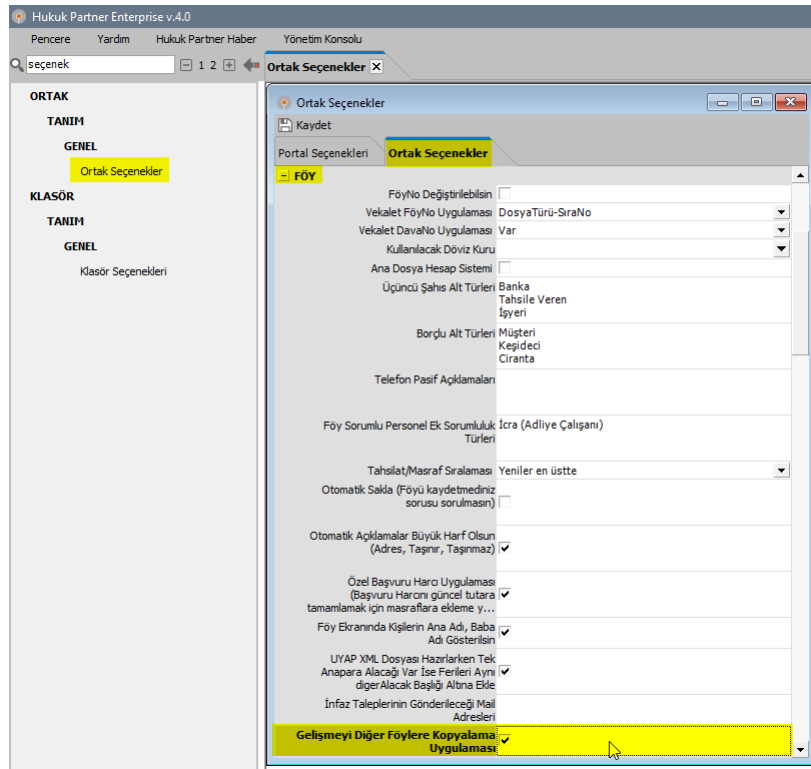 Hukuk Partner Enterprise v.4.0
Pencere Yardım Hukuk Partner Haber Yönetim Konsolu
seçenek 1 2 Ortak Seçenekler
ORTAK
TANIM
GENEL
Ortak Seçenekler
KLASÖR
TANIM
GENEL
Klasör Seçenekleri
Ortak Seçenekler
Kaydet
Portal Seçenekleri Ortak Seçenekler
FÖY
FöyNo Değiştirilebilsin
Vekalet FöyNo Uygulaması DosyaTürü-SıraNo
Vekalet DavaNo Uygulaması Var
Kullanılacak Döviz Kuru
Ana Dosya Hesap Sistemi
Üçüncü Şahıs Alt Türleri Banka
Tahsile Veren
İşyeri
Borçlu Alt Türleri Müşteri
Keşideci
Ciranta
Telefon Pasif Açıklamaları
Föy Sorumlu Personel Ek Sorumluluk İcra (Adliye Çalışanı)
Türleri
Tahsilat/Masraf Sıralaması Yeniler en üstte
Otomatik Sakla (Föyü kaydetmediniz
sorusu sorulmasın)
Otomatik Açıklamalar Büyük Harf Olsun
(Adres, Taşınır, Taşınmaz)
Özel Başvuru Harcı Uygulaması
(Başvuru Harcını güncel tutara
tamamlamak için masraflara ekleme y...
Föy Ekranında Kişilerin Ana Adı, Baba
Adı Gösterilsin
UYAP XML Dosyası Hazırlarken Tek
Anapara Alacağı Var İse Ferileri Aynı
digerAlacak Başlığı Altına Ekle
İnfaz Taleplerinin Gönderileceği Mail
Adresleri
Gelişmeyi Diğer Föylere Kopyalama
Uygulaması